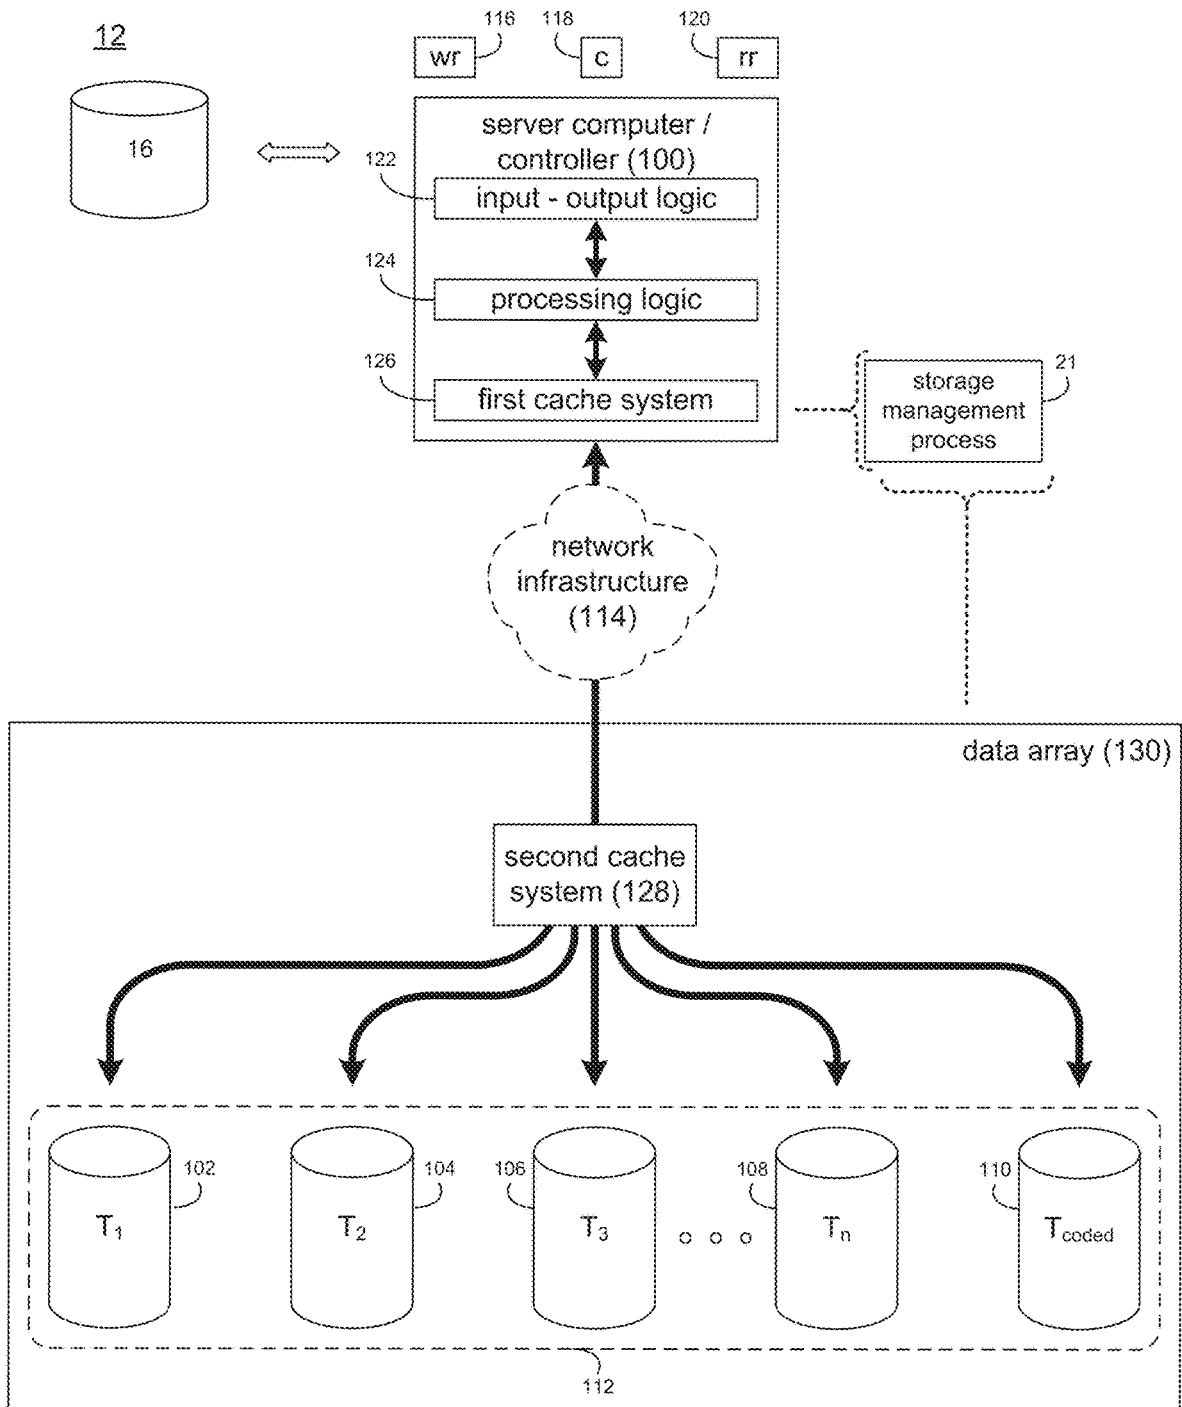 12
116
118
120
wr
c
rr
16
server computer /
controller (100)
122
input - output logic
124
processing logic
126
first cache system
21
storage
management
process
network
infrastructure
(114)
data array (130)
second cache
system (128)
102
104
106
108
110
T1
T2
T3
Tn
Tcoded
112